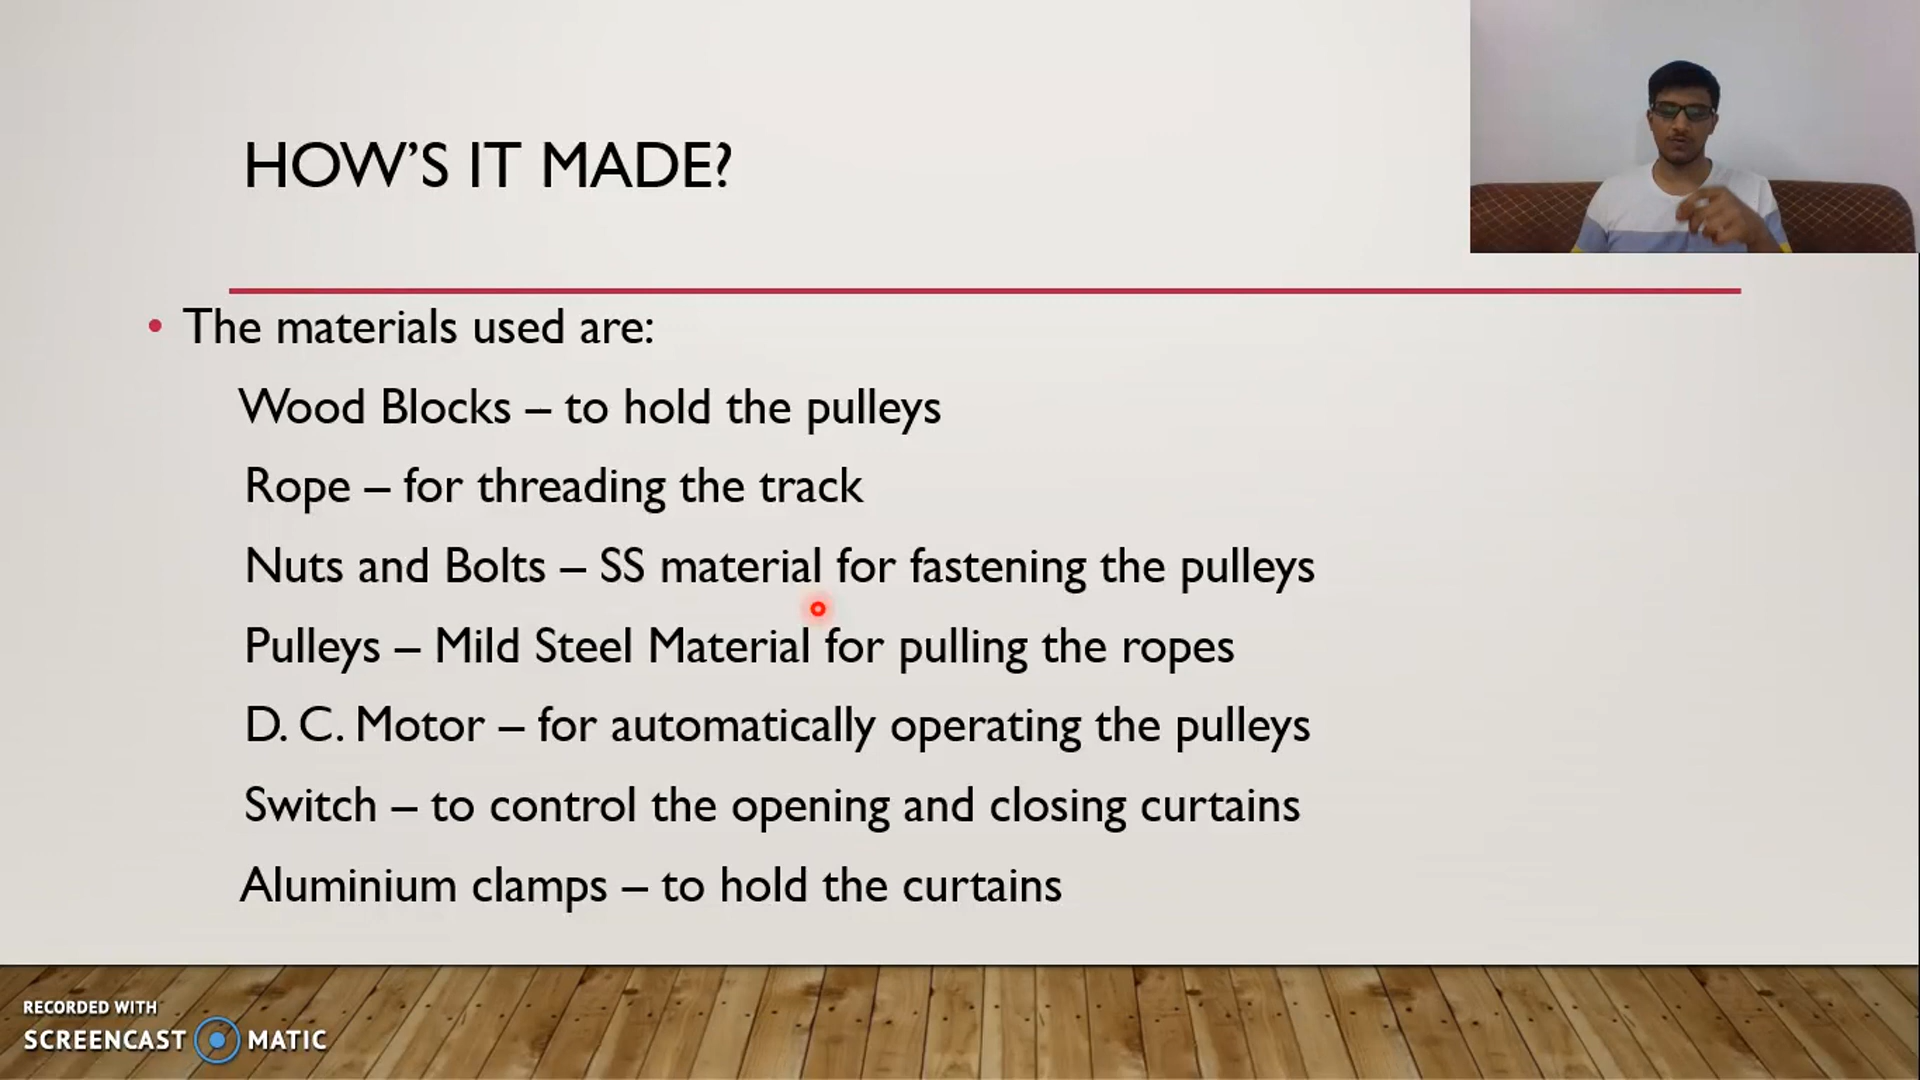 HOW'S IT MADE?
• The materials used are:
Wood Blocks – to hold the pulleys
Rope – for threading the track
Nuts and Bolts – SS material for fastening the pulleys
Pulleys – Mild Steel Material for pulling the ropes
D. C. Motor – for automatically operating the pulleys
Switch – to control the opening and closing curtains
Aluminium clamps – to hold the curtains
RECORDED WITH
SCREENCAST MATIC